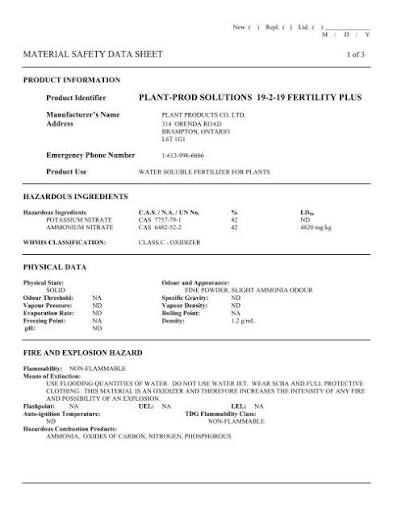 New ( ) Repl. ( ) Ltd. ( )
M / D / Y
MATERIAL SAFETY DATA SHEET 1 of 3
PRODUCT INFORMATION
Product Identifier PLANT-PROD SOLUTIONS 19-2-19 FERTILITY PLUS
Manufacturer's Name PLANT PRODUCTS CO. LTD.
Address 314 ORENDA ROAD
BRAMPTON, ONTARIO
L6T 1G1
Emergency Phone Number 1-613-996-6666
Product Use WATER SOLUBLE FERTILIZER FOR PLANTS
HAZARDOUS INGREDIENTS
Hazardous Ingredients C.A.S. / N.A. / UN No. % LD50
POTASSIUM NITRATE CAS 7757-79-1 42 ND
AMMONIUM NITRATE CAS 6482-52-2 42 4820 mg/kg
WHMIS CLASSIFICATION: CLASS C - OXIDIZER
PHYSICAL DATA
Physical State: Odour and Appearance:
SOLID FINE POWDER, SLIGHT AMMONIA ODOUR
Odour Threshold: NA Specific Gravity: ND
Vapour Pressure: ND Vapour Density: ND
Evaporation Rate: ND Boiling Point: NA
Freezing Point: NA Density: 1.2 g/mL
pH: ND
FIRE AND EXPLOSION HAZARD
Flammability: NON-FLAMMABLE
Means of Extinction:
USE FLOODING QUANTITIES OF WATER. DO NOT USE WATER JET. WEAR SCBA AND FULL PROTECTIVE
CLOTHING. THIS MATERIAL IS AN OXIDIZER AND THEREFORE INCREASES THE INTENSITY OF ANY FIRE
AND POSSIBILITY OF AN EXPLOSION.
Flashpoint: NA UEL: NA LEL: NA
Auto-ignition Temperature: TDG Flammability Class:
ND NON-FLAMMABLE
Hazardous Combustion Products:
AMMONIA, OXIDES OF CARBON, NITROGEN, PHOSPHOROUS